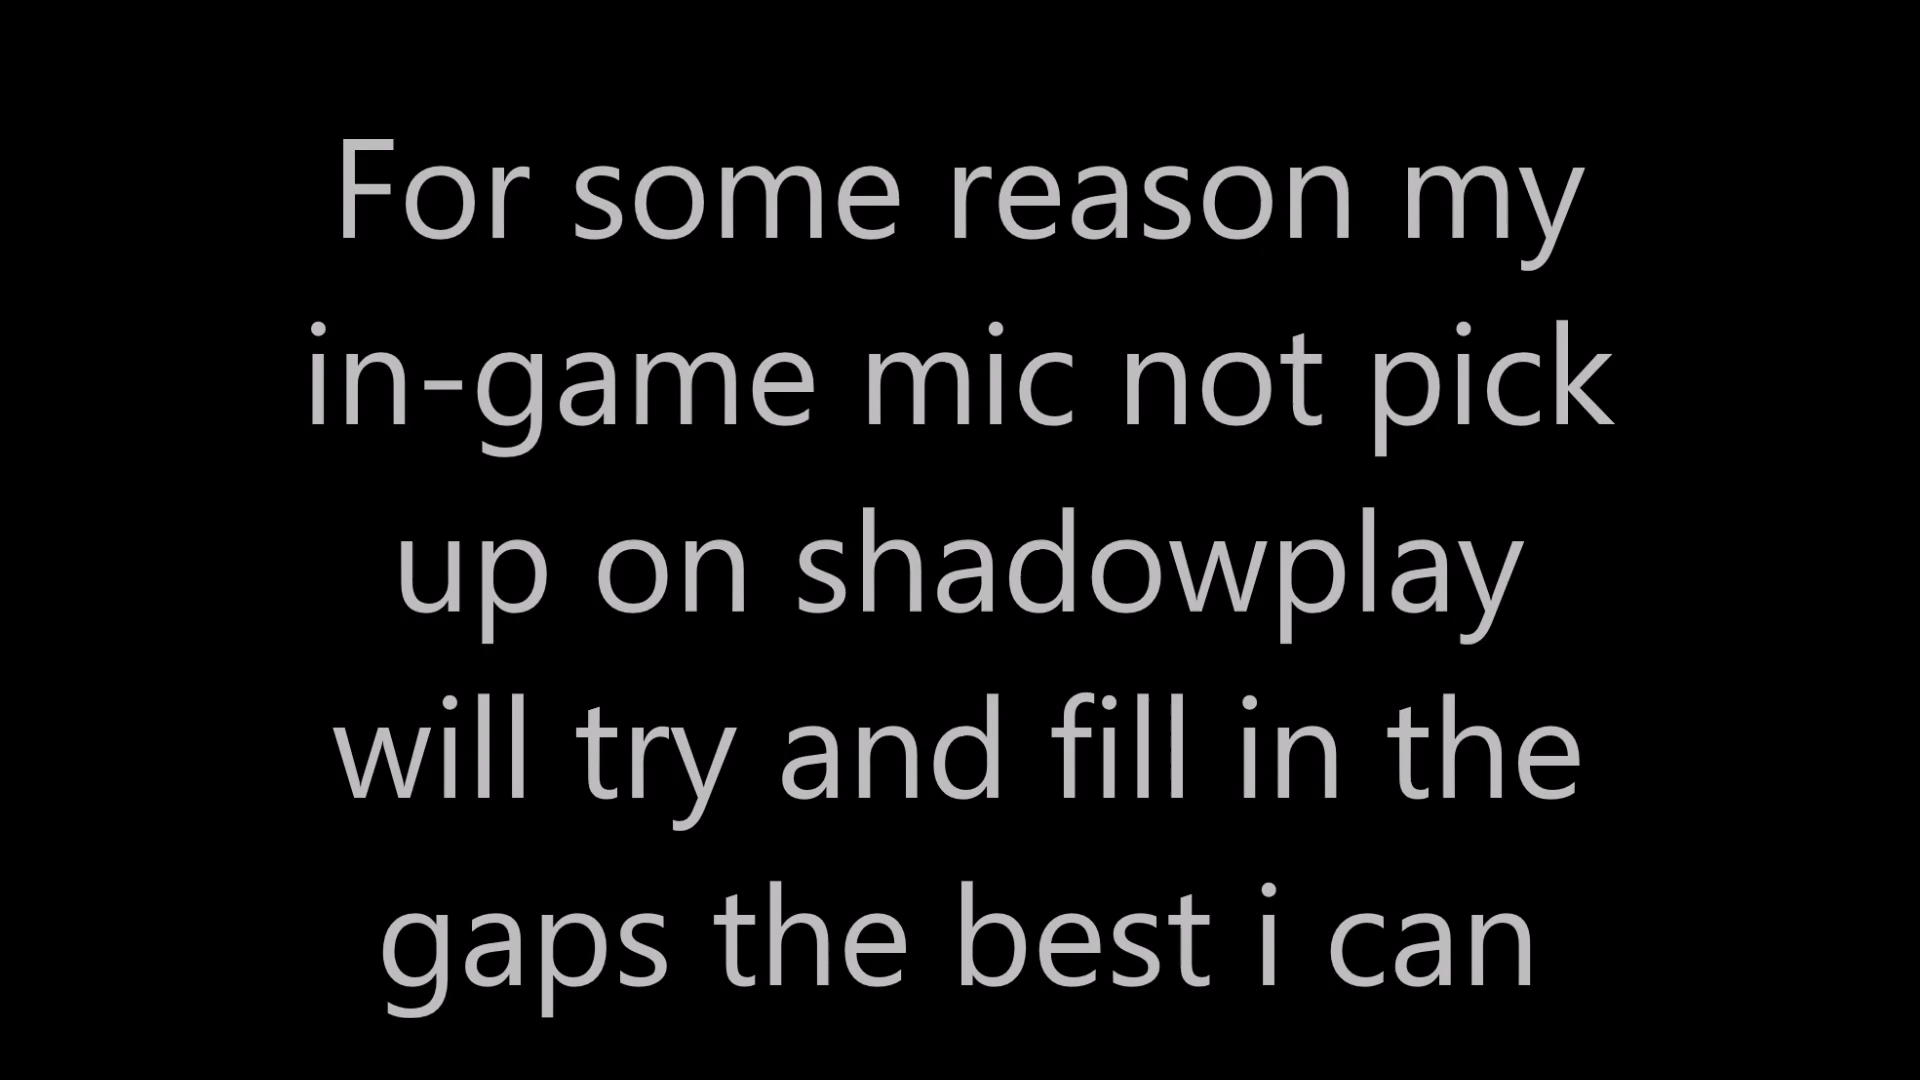 For some reason my
in-game mic not pick
up on shadowplay
will try and fill in the
gaps the best i can